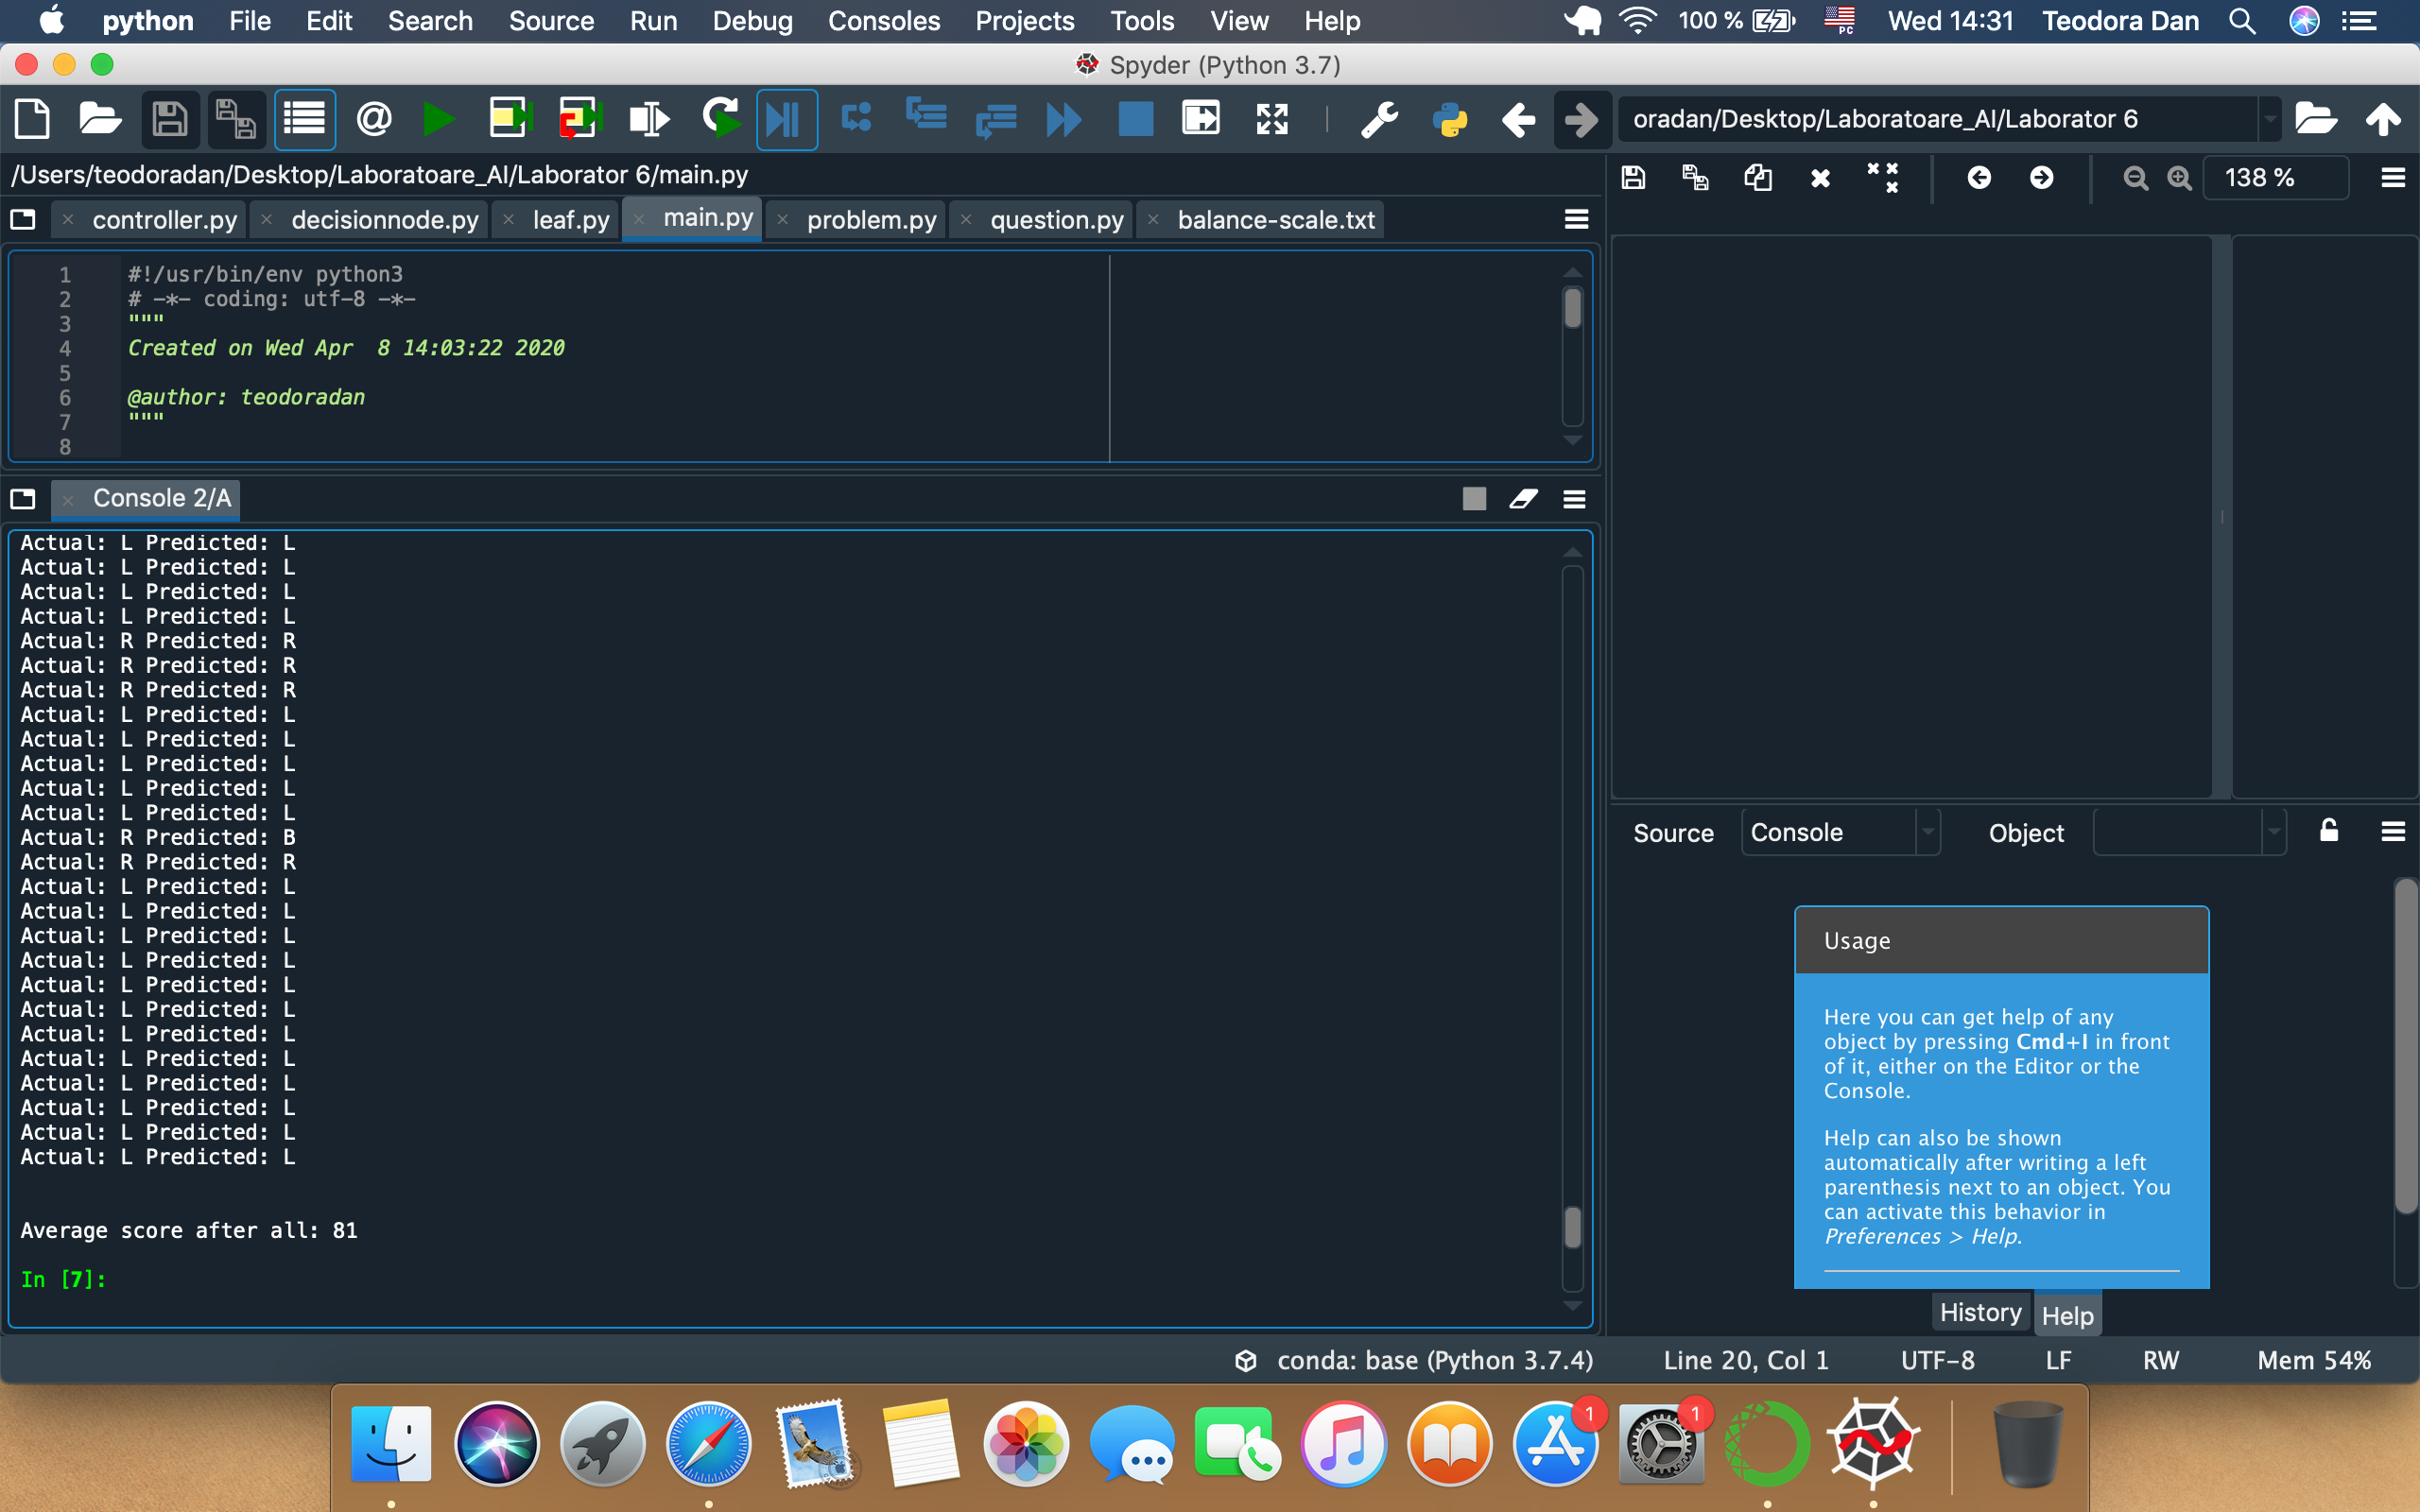 python File Edit Search Source Run Debug Consoles Projects Tools View Help 100 % PC Wed 14:31 Teodora Dan
Spyder (Python 3.7)
oradan/Desktop/Laboratoare_AI/Laborator 6
/Users/teodoradan/Desktop/Laboratoare_AI/Laborator 6/main.py
138 %
controller.py decisionnode.py leaf.py main.py problem.py question.py balance-scale.txt
1 #!/usr/bin/env python3
2 # -*- coding: utf-8 -*-
3 """
4 Created on Wed Apr  8 14:03:22 2020
5
6 @author: teodoradan
7 """
8
Console 2/A
Actual: L Predicted: L
Actual: L Predicted: L
Actual: L Predicted: L
Actual: L Predicted: L
Actual: R Predicted: R
Actual: R Predicted: R
Actual: R Predicted: R
Actual: L Predicted: L
Actual: L Predicted: L
Actual: L Predicted: L
Actual: L Predicted: L
Actual: L Predicted: L
Actual: R Predicted: B
Actual: R Predicted: R
Actual: L Predicted: L
Actual: L Predicted: L
Actual: L Predicted: L
Actual: L Predicted: L
Actual: L Predicted: L
Actual: L Predicted: L
Actual: L Predicted: L
Actual: L Predicted: L
Actual: L Predicted: L
Actual: L Predicted: L
Actual: L Predicted: L
Actual: L Predicted: L
Average score after all: 81
In [7]:
Source Console Object
Usage
Here you can get help of any
object by pressing Cmd+I in front
of it, either on the Editor or the
Console.
Help can also be shown
automatically after writing a left
parenthesis next to an object. You
can activate this behavior in
Preferences > Help.
History Help
conda: base (Python 3.7.4) Line 20, Col 1 UTF-8 LF RW Mem 54%
1 1